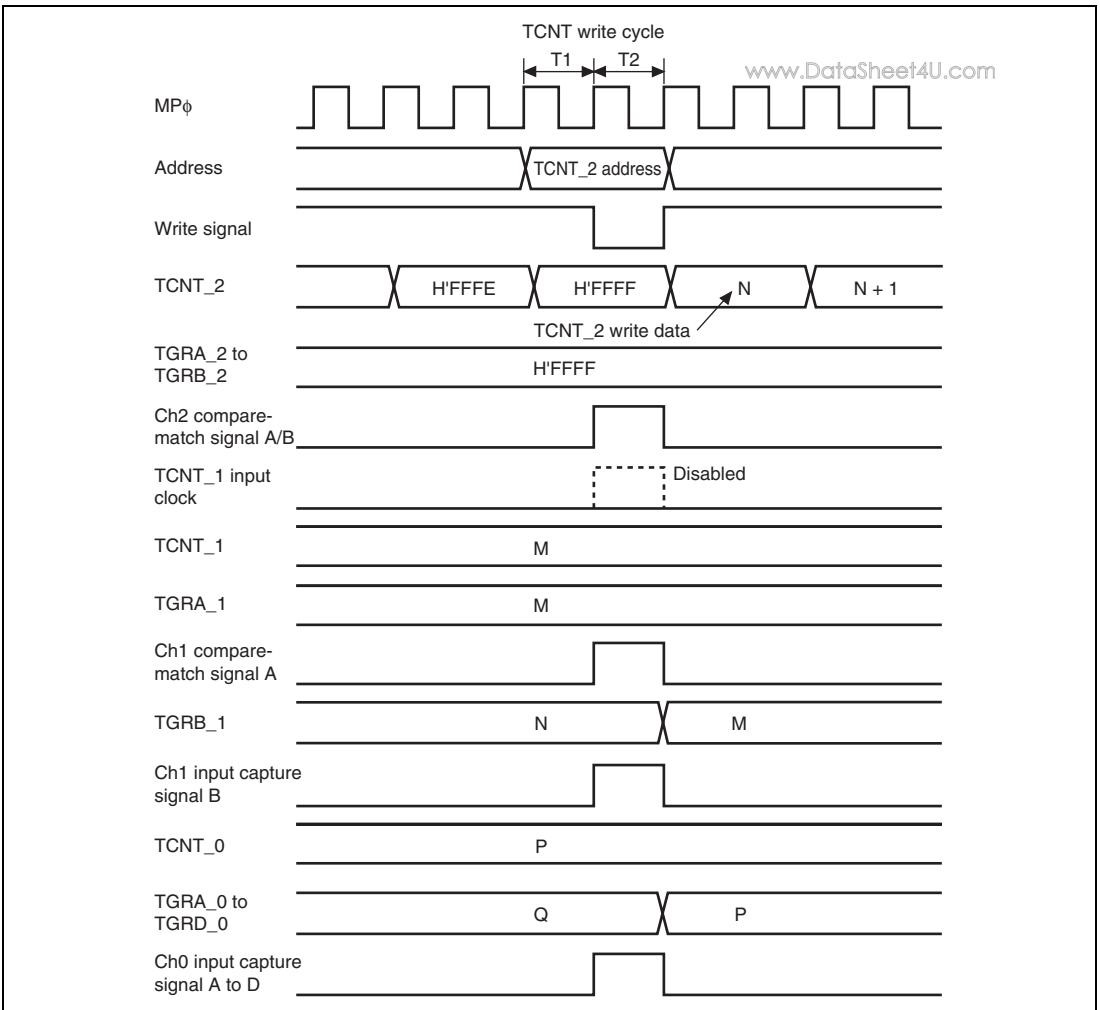 TCNT write cycle
T1 T2
www.DataSheet4U.com
MPϕ
Address
TCNT_2 address
Write signal
TCNT_2
H'FFFE
H'FFFF
N
N + 1
TCNT_2 write data
TGRA_2 to
TGRB_2
H'FFFF
Ch2 compare-
match signal A/B
TCNT_1 input
clock
Disabled
TCNT_1
M
TGRA_1
M
Ch1 compare-
match signal A
TGRB_1
N
M
Ch1 input capture
signal B
TCNT_0
P
TGRA_0 to
TGRD_0
Q
P
Ch0 input capture
signal A to D